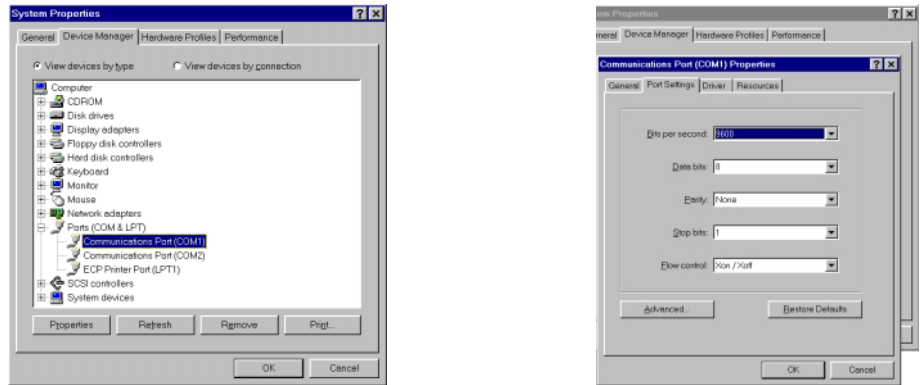 System Properties
General
Device Manager
Hardware Profiles
Performance
View devices by type
View devices by connection
Computer
CDROM
Disk drives
Display adapters
Floppy disk controllers
Hard disk controllers
Keyboard
Monitor
Mouse
Network adapters
Ports (COM & LPT)
Communications Port (COM1)
Communications Port (COM2)
ECP Printer Port (LPT1)
SCSI controllers
System devices
Properties
Refresh
Remove
Print...
OK
Cancel
em Properties
neral
Device Manager
Hardware Profiles
Performance
Communications Port (COM1) Properties
General
Port Settings
Driver
Resources
Bits per second: 9600
Data bits: 8
Parity: None
Stop bits: 1
Flow control: Xon / Xoff
Advanced...
Restore Defaults
OK
Cancel